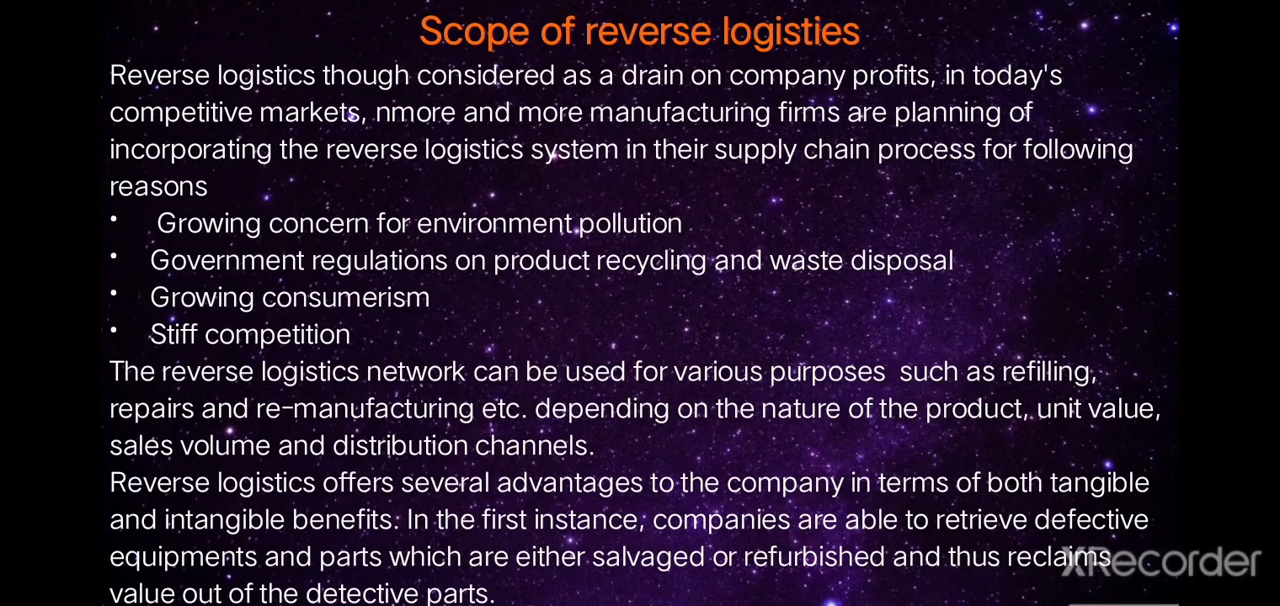 Scope of reverse logisties
Reverse logistics though considered as a drain on company profits, in today's
competitive markets, nmore and more manufacturing firms are planning of
incorporating the reverse logistics system in their supply chain process for following
reasons
• Growing concern for environment pollution
• Government regulations on product recycling and waste disposal
• Growing consumerism
• Stiff competition
The reverse logistics network can be used for various purposes such as refilling,
repairs and re-manufacturing etc. depending on the nature of the product, unit value,
sales volume and distribution channels.
Reverse logistics offers several advantages to the company in terms of both tangible
and intangible benefits. In the first instance, companies are able to retrieve defective
equipments and parts which are either salvaged or refurbished and thus reclaims
value out of the detective parts.
XRecorder